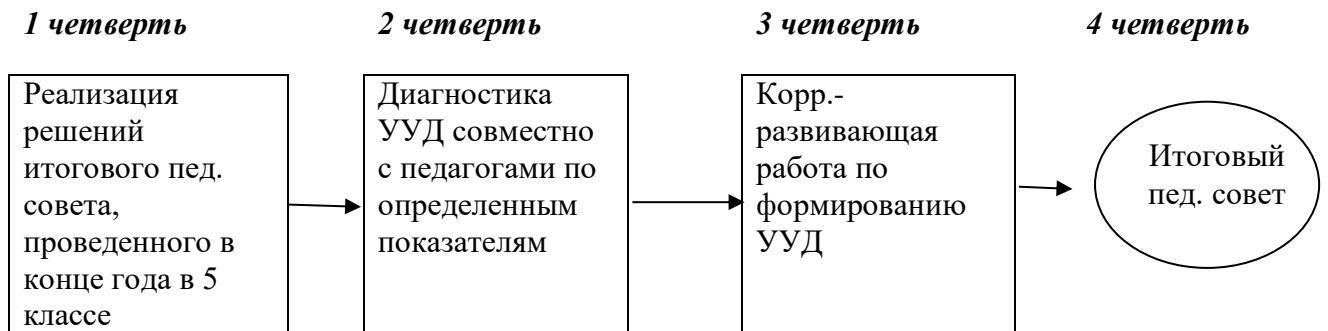 1 четверть
2 четверть
3 четверть
4 четверть
Реализация
решений
итогового пед.
совета,
проведенного в
конце года в 5
классе
Диагностика
УУД совместно
с педагогами по
определенным
показателям
Корр.-
развивающая
работа по
формированию
УУД
Итоговый
пед. совет